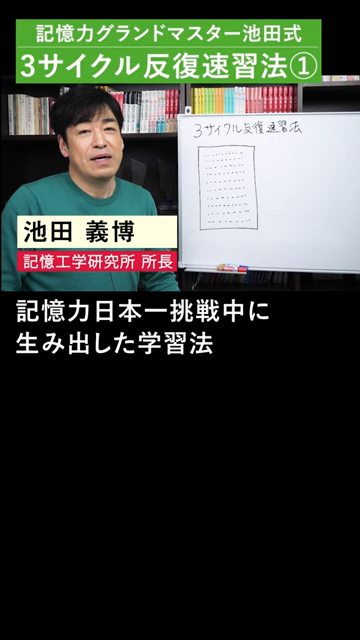 記憶力グランドマスター池田式
3サイクル反復速習法①
3サイクル反復速習法
池田 義博
記憶工学研究所 所長
記憶力日本一挑戦中に
生み出した学習法